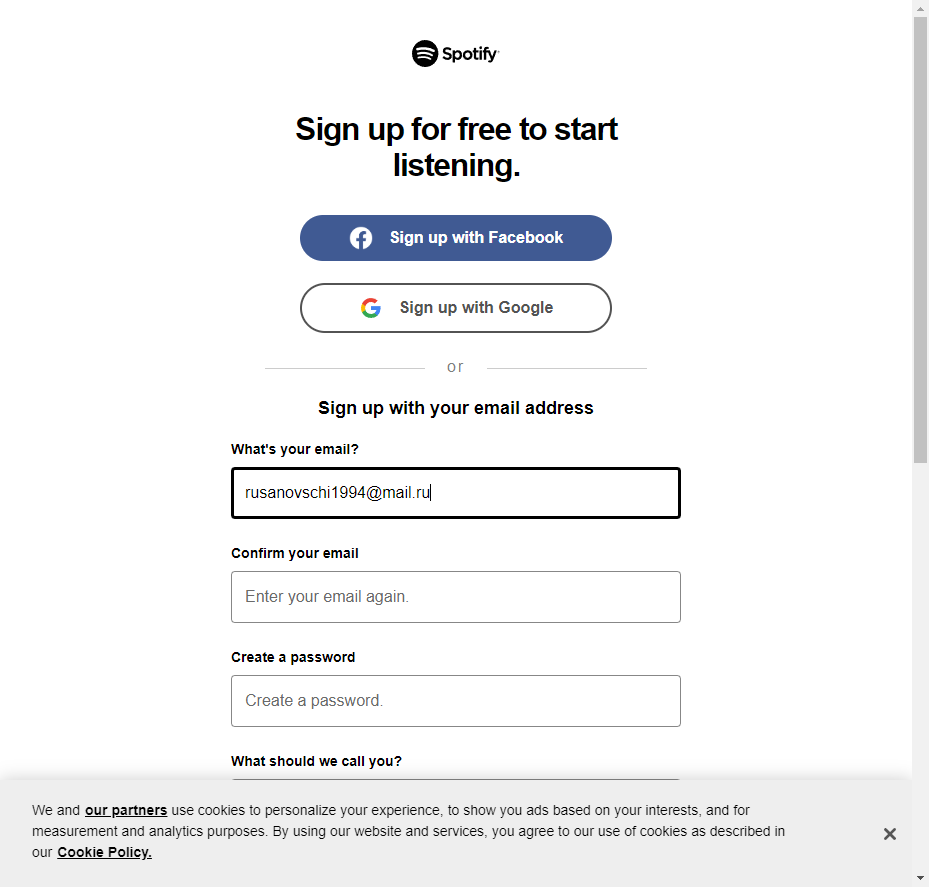 Spotify
Sign up for free to start
listening.
Sign up with Facebook
Sign up with Google
or
Sign up with your email address
What's your email?
rusanovschi1994@mail.ru
Confirm your email
Enter your email again.
Create a password
Create a password.
What should we call you?
We and our partners use cookies to personalize your experience, to show you ads based on your interests, and for
measurement and analytics purposes. By using our website and services, you agree to our use of cookies as described in
our Cookie Policy.